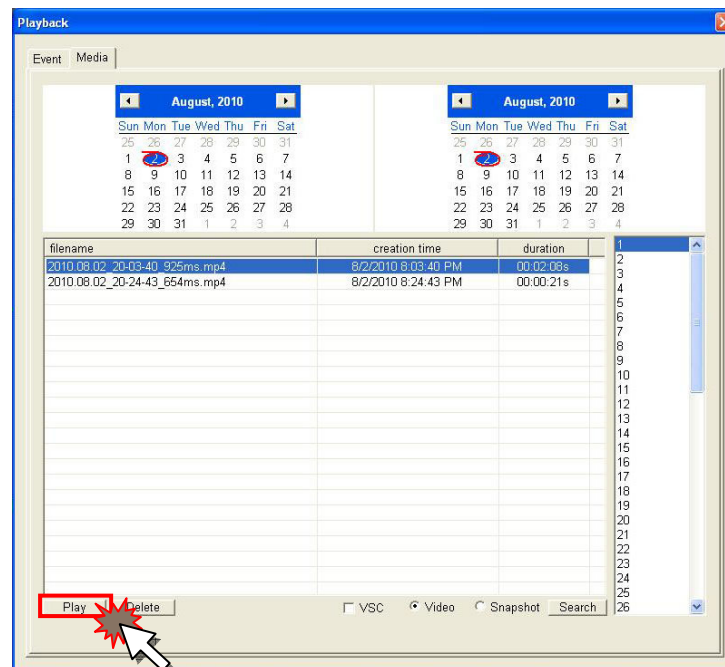 Playback
Event Media
August, 2010 August, 2010
Sun Mon Tue Wed Thu Fri Sat Sun Mon Tue Wed Thu Fri Sat
25 26 27 28 29 30 31 25 26 27 28 29 30 31
1 2 3 4 5 6 7 1 2 3 4 5 6 7
8 9 10 11 12 13 14 8 9 10 11 12 13 14
15 16 17 18 19 20 21 15 16 17 18 19 20 21
22 23 24 25 26 27 28 22 23 24 25 26 27 28
29 30 31 1 2 3 4 29 30 31 1 2 3 4
filename creation time duration
2010.08.02_20-03-40_925ms.mp4 8/2/2010 8:03:40 PM 00:02:08s
2010.08.02_20-24-43_654ms.mp4 8/2/2010 8:24:43 PM 00:00:21s
1
2
3
4
5
6
7
8
9
10
11
12
13
14
15
16
17
18
19
20
21
22
23
24
25
26
Play Delete VSC Video Snapshot Search